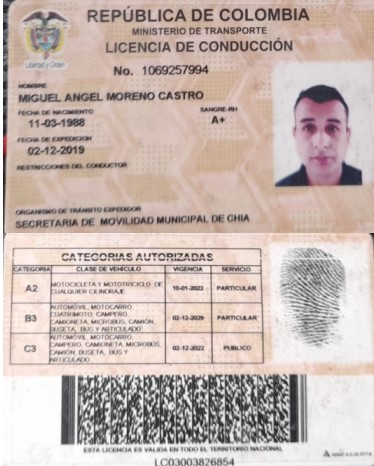 REPÚBLICA DE COLOMBIA
MINISTERIO DE TRANSPORTE
LICENCIA DE CONDUCCIÓN
Libertad y Orden
No. 1069257994
NOMBRE
MIGUEL ANGEL MORENO CASTRO
FECHA DE NACIMIENTO SANGRE-RH
11-03-1988 A+
FECHA DE EXPEDICION
02-12-2019
RESTRICCIONES DEL CONDUCTOR
ORGANISMO DE TRÁNSITO EXPEDIDOR
SECRETARIA DE MOVILIDAD MUNICIPAL DE CHIA
CATEGORIAS AUTORIZADAS
CATEGORIA CLASE DE VEHÍCULO VIGENCIA SERVICIO
A2 MOTOCICLETA Y MOTOTRICICLO DE CUALQUIER CILINDRAJE 10-01-2022 PARTICULAR
B3 AUTOMÓVIL, MOTOCARRO, CUATRIMOTO, CAMPERO, CAMIONETA, MICROBUS, CAMIÓN, BUSETA, BUS Y ARTICULADO 02-12-2029 PARTICULAR
C3 AUTOMÓVIL, MOTOCARRO, CAMPERO, CAMIONETA, MICROBUS, CAMIÓN, BUSETA, BUS Y ARTICULADO 02-12-2022 PUBLICO
ESTA LICENCIA ES VALIDA EN TODO EL TERRITORIO NACIONAL
LC03003826854